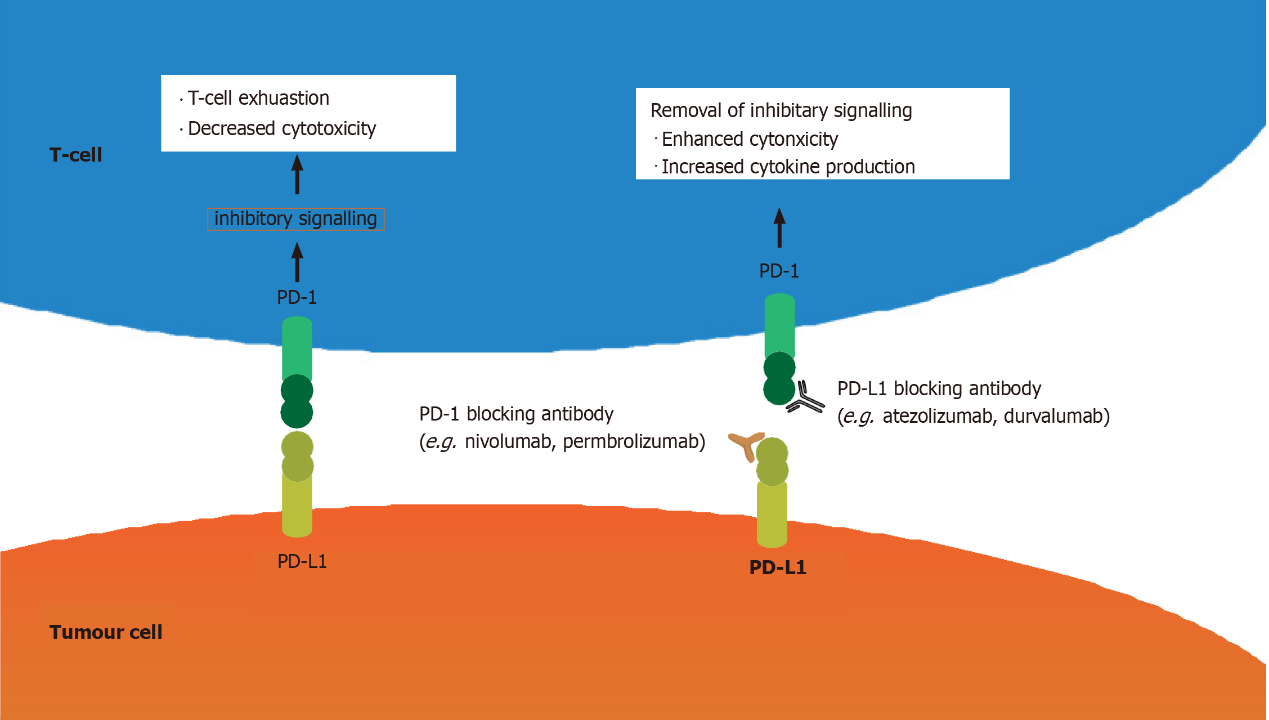 · T-cell exhuastion
· Decreased cytotoxicity
T-cell
inhibitory signalling
PD-1
Removal of inhibitary signalling
· Enhanced cytonxicity
· Increased cytokine production
PD-1
PD-1 blocking antibody
(e.g. nivolumab, permbrolizumab)
PD-L1 blocking antibody
(e.g. atezolizumab, durvalumab)
PD-L1
PD-L1
Tumour cell